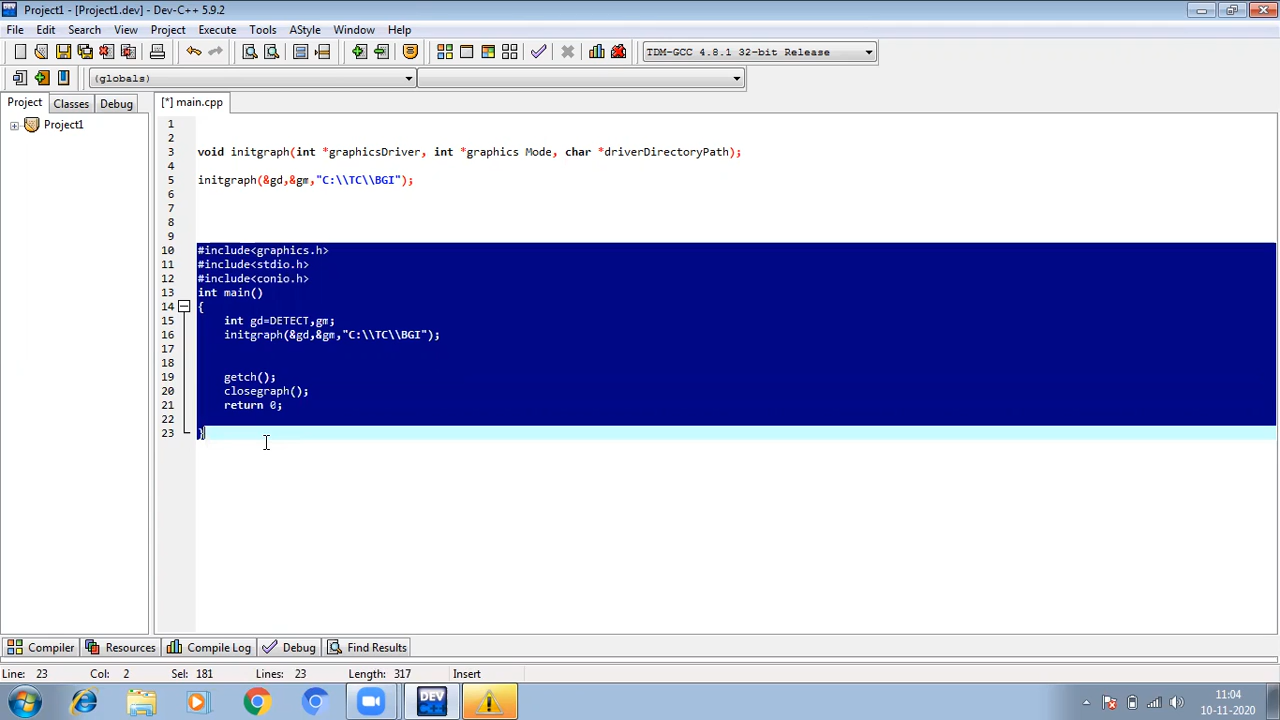 Project1 - [Project1.dev] - Dev-C++ 5.9.2
File Edit Search View Project Execute Tools AStyle Window Help
TDM-GCC 4.8.1 32-bit Release
(globals)
Project Classes Debug
[*] main.cpp
Project1
1
2
3 void initgraph(int *graphicsDriver, int *graphics Mode, char *driverDirectoryPath);
4
5 initgraph(&gd,&gm,"C:\\TC\\BGI");
6
7
8
9
10 #include<graphics.h>
11 #include<stdio.h>
12 #include<conio.h>
13 int main()
14 {
15 int gd=DETECT,gm;
16 initgraph(&gd,&gm,"C:\\TC\\BGI");
17
18
19 getch();
20 closegraph();
21 return 0;
22
23 }
Compiler Resources Compile Log Debug Find Results
Line: 23 Col: 2 Sel: 181 Lines: 23 Length: 317 Insert
DEV
11:04
10-11-2020